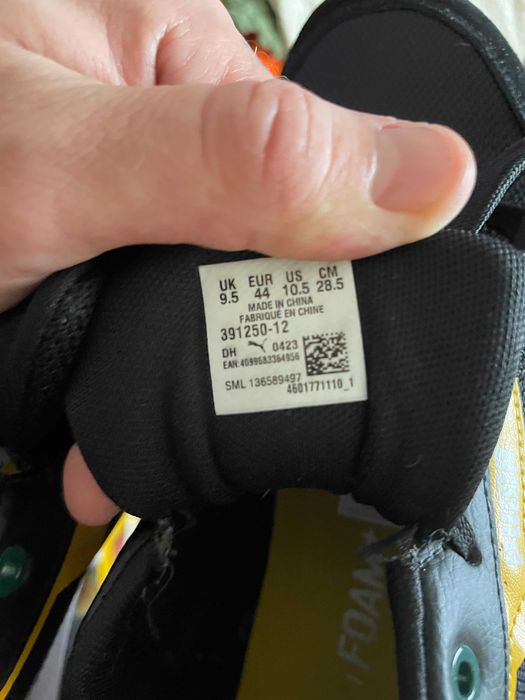 UK EUR US CM
9.5 44 10.5 28.5
MADE IN CHINA
FABRIQUE EN CHINE
391250-12
DH 0423
EAN:4099683364956
SML 136589497
4601771110_1
FOAM+